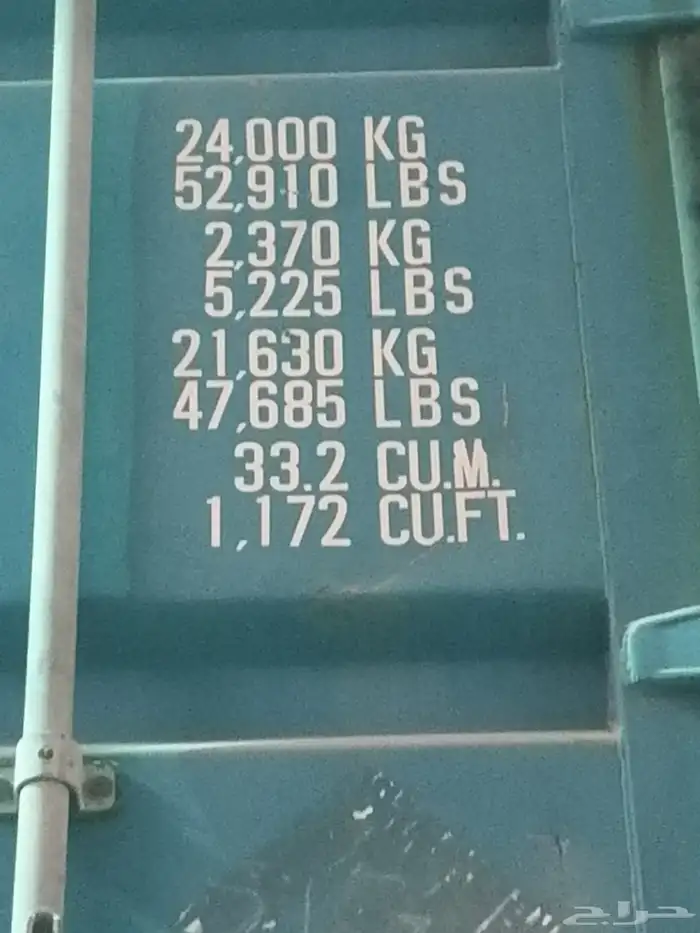 24,000 KG
52,910 LBS
2,370 KG
5,225 LBS
21,630 KG
47,685 LBS
33.2 CU.M.
1,172 CU.FT.
حراج